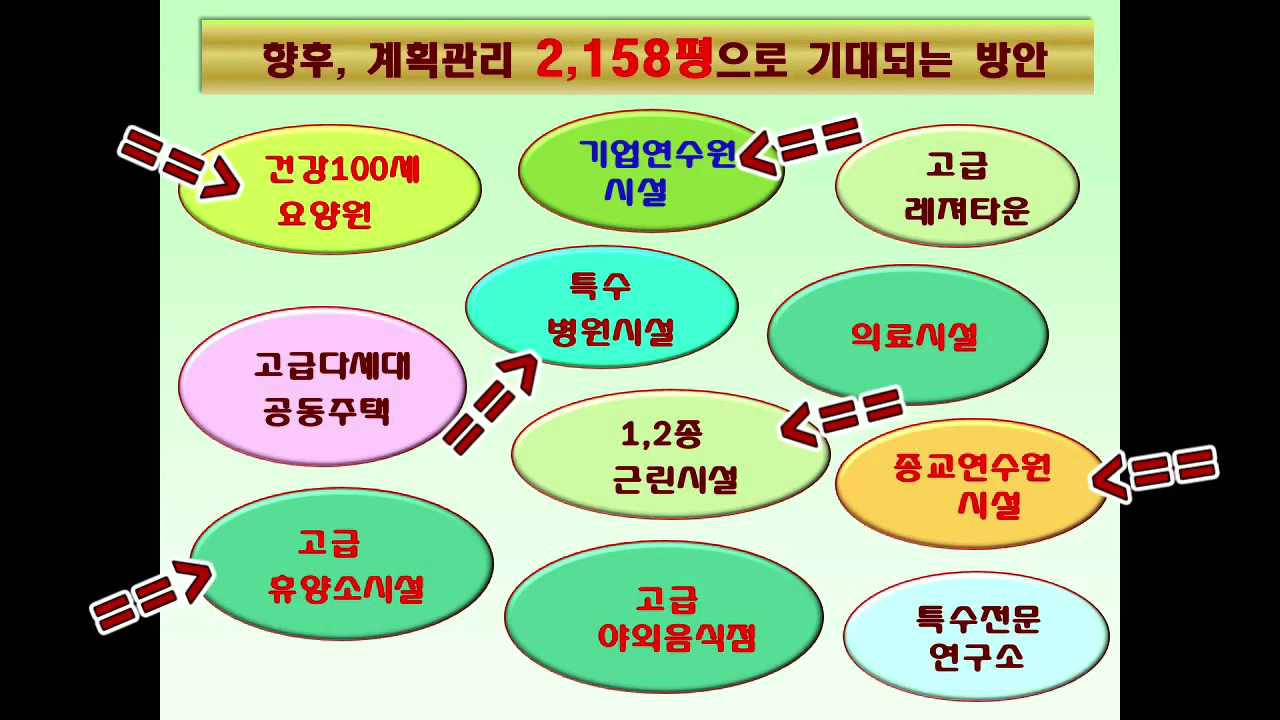 향후, 계획관리 2,158평으로 기대되는 방안
==>
건강100세
요양원
기업연수원
시설
<==
고급
레져타운
특수
병원시설
의료시설
고급다세대
공동주택
==>
1,2종
근린시설
<==
종교연수원
시설
<==
고급
휴양소시설
==>
고급
야외음식점
특수전문
연구소